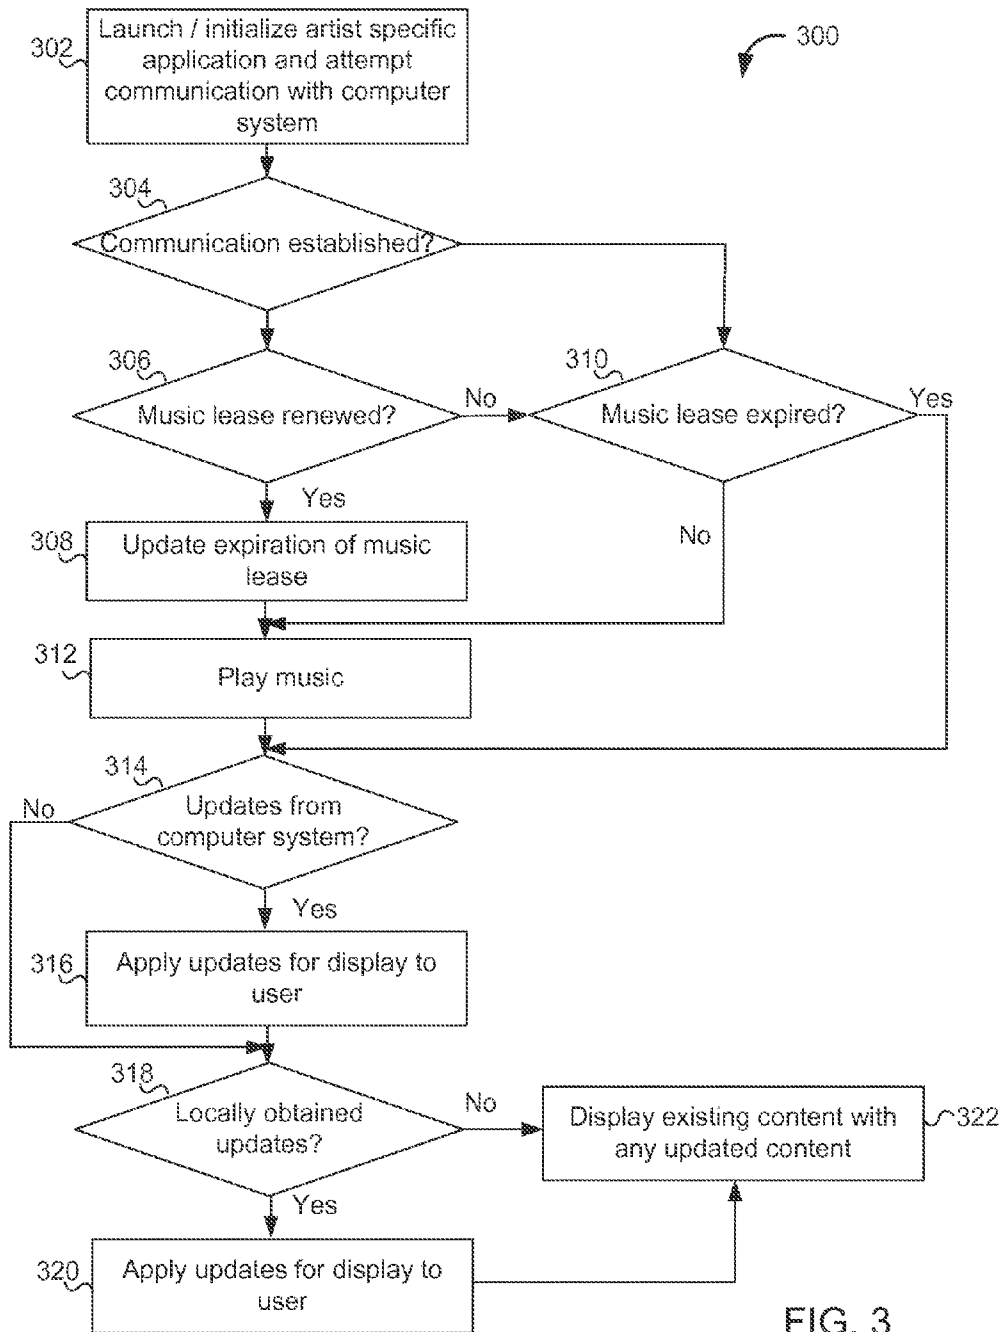 Launch / initialize artist specific
application and attempt
communication with computer
system
302
300
304
Communication established?
306
Music lease renewed?
No
310
Music lease expired?
Yes
Yes
No
308
Update expiration of music
lease
312
Play music
314
No
Updates from
computer system?
Yes
316
Apply updates for display to
user
318
Locally obtained
updates?
No
Display existing content with
any updated content
322
Yes
320
Apply updates for display to
user
FIG. 3